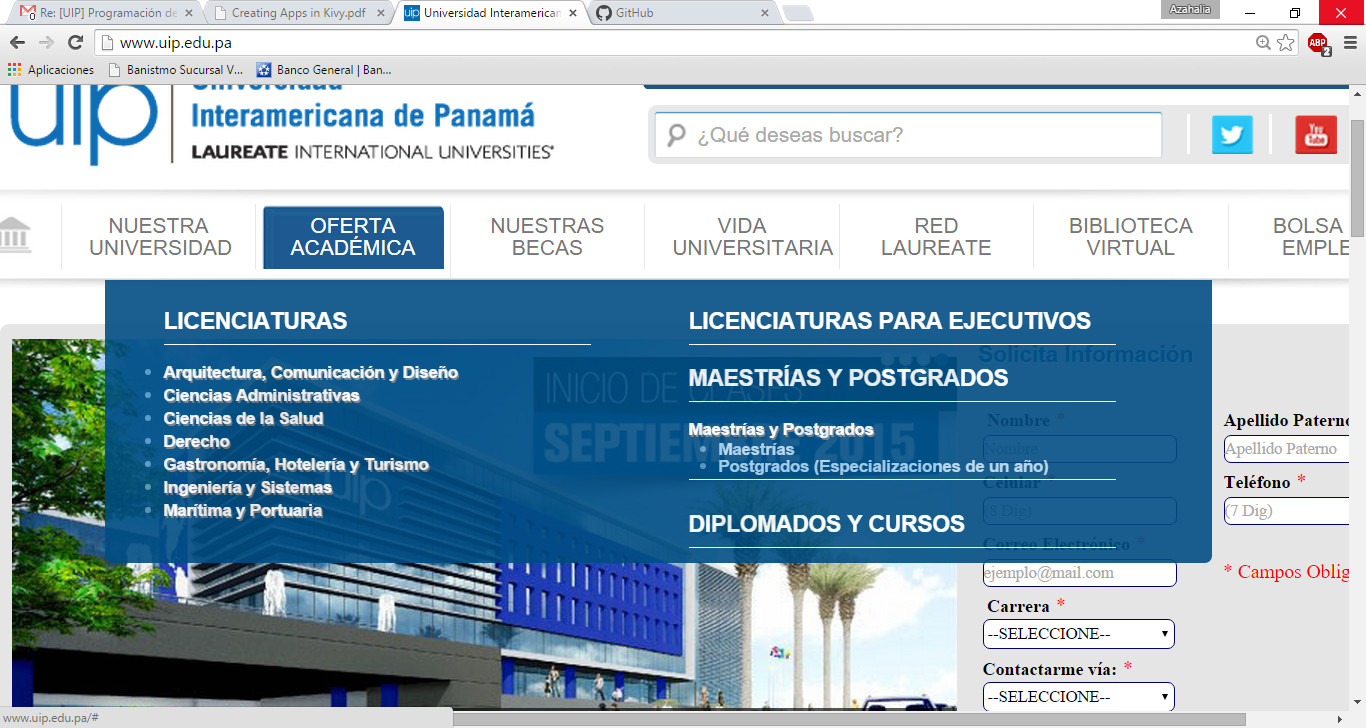 Re: [UIP] Programación de
Creating Apps in Kivy.pdf
uip Universidad Interamerican
GitHub
Azahalia
www.uip.edu.pa
ABP
2
Aplicaciones
Banistmo Sucursal V...
Banco General | Ban...
uip
Universidad
Interamericana de Panamá
LAUREATE INTERNATIONAL UNIVERSITIES®
¿Qué deseas buscar?
You
Tube
NUESTRA
UNIVERSIDAD
OFERTA
ACADÉMICA
NUESTRAS
BECAS
VIDA
UNIVERSITARIA
RED
LAUREATE
BIBLIOTECA
VIRTUAL
BOLSA
EMPLE
LICENCIATURAS
Arquitectura, Comunicación y Diseño
Ciencias Administrativas
Ciencias de la Salud
Derecho
Gastronomía, Hotelería y Turismo
Ingeniería y Sistemas
Marítima y Portuaria
LICENCIATURAS PARA EJECUTIVOS
MAESTRÍAS Y POSTGRADOS
Maestrías y Postgrados
Maestrías
Postgrados (Especializaciones de un año)
DIPLOMADOS Y CURSOS
INICIO DE CLASES
SEPTIEMBRE 2015
uip
Solicita Información
Nombre *
Nombre
Apellido Paterno
Apellido Paterno
Celular *
(8 Dig)
Teléfono *
(7 Dig)
Correo Electrónico *
ejemplo@mail.com
* Campos Oblig
Carrera *
--SELECCIONE--
Contactarme vía: *
--SELECCIONE--
www.uip.edu.pa/#